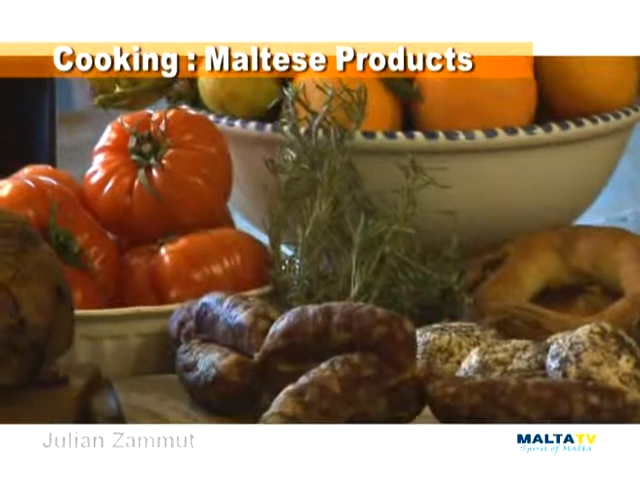 Cooking : Maltese Products
Julian Zammut
MALTATV
Spirit of Malta